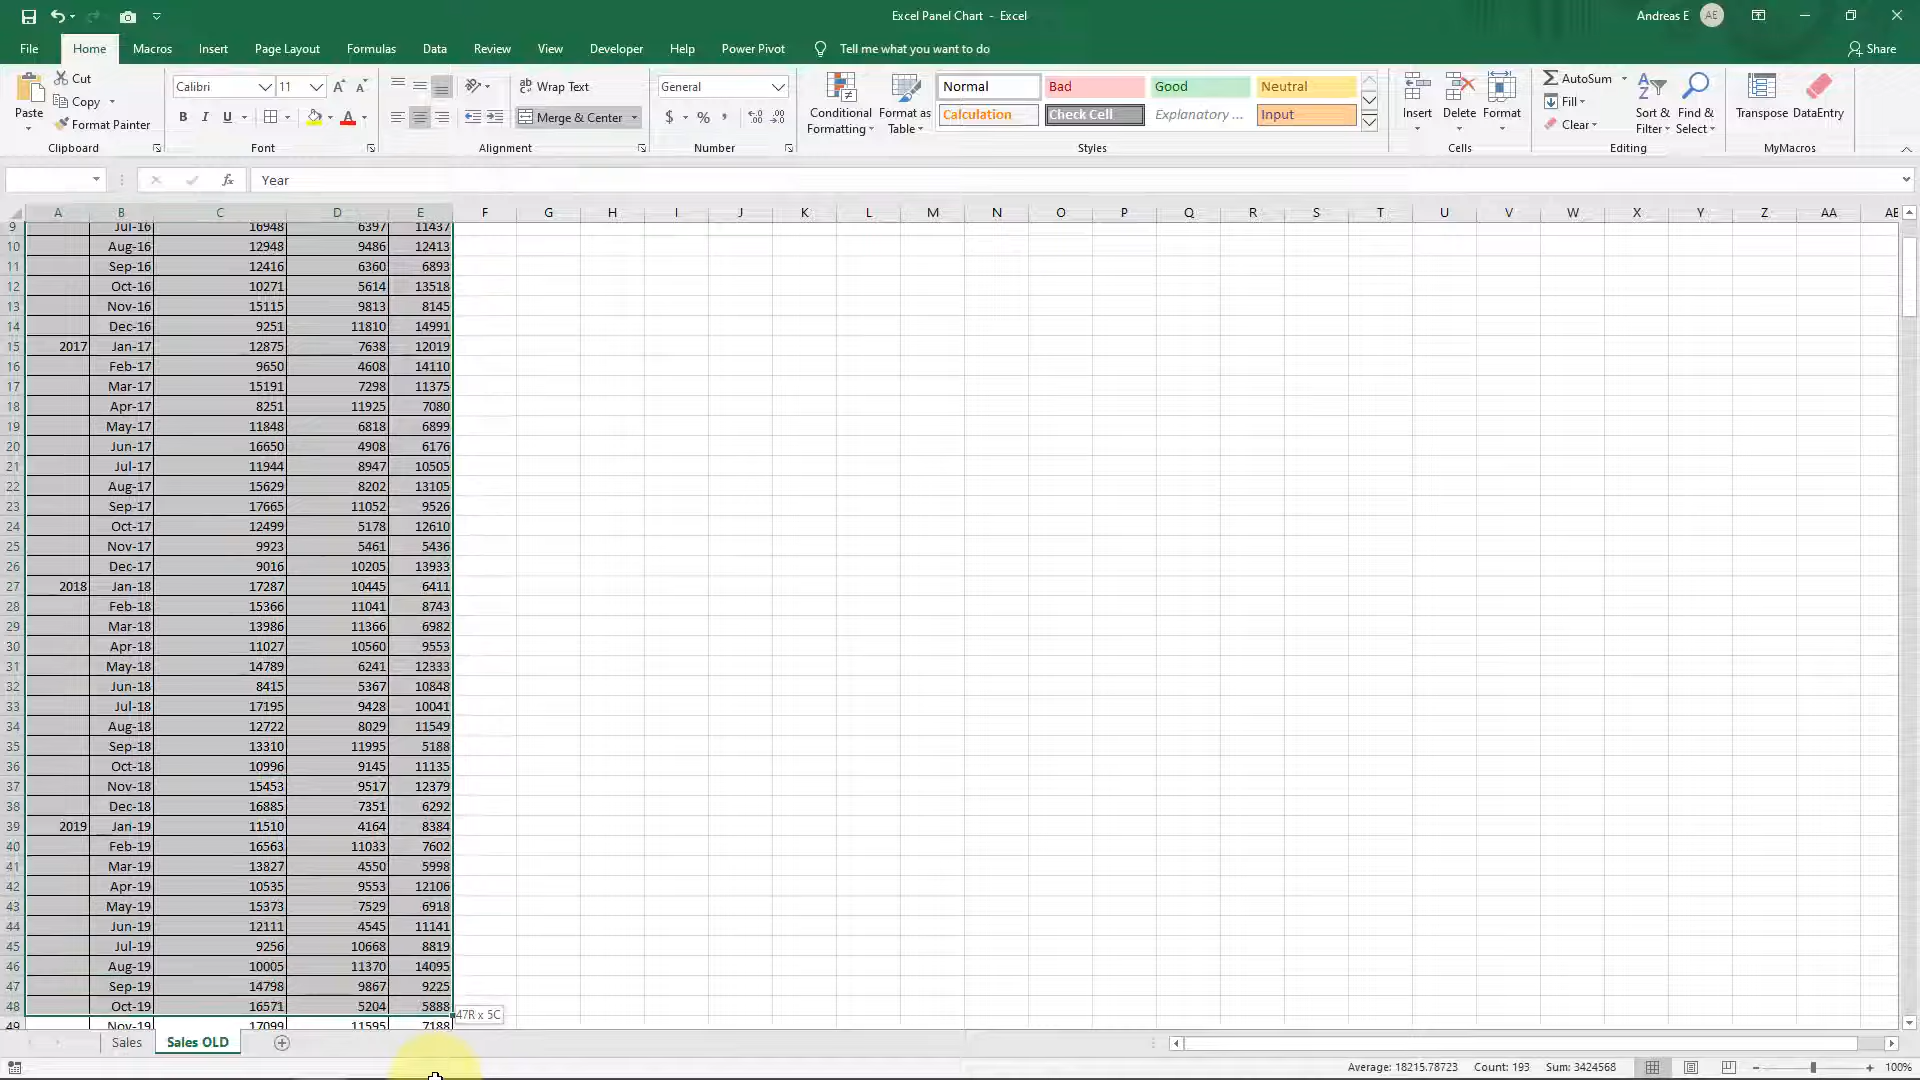 Excel Panel Chart - Excel
Andreas E
AE
File Home Macros Insert Page Layout Formulas Data Review View Developer Help Power Pivot Tell me what you want to do Share
Paste
Cut
Copy
Format Painter
Clipboard
Calibri 11
B I U
Font
Wrap Text
Merge & Center
Alignment
General
$ % ,
Number
Conditional Formatting
Format as Table
Normal Bad Good Neutral
Calculation Check Cell Explanatory ... Input
Styles
Insert Delete Format
Cells
AutoSum
Fill
Clear
Sort & Filter
Find & Select
Editing
Transpose DataEntry
MyMacros
fx Year
A B C D E F G H I J K L M N O P Q R S T U V W X Y Z AA AE
9 Jul-16 16948 6397 11437
10 Aug-16 12948 9486 12413
11 Sep-16 12416 6360 6893
12 Oct-16 10271 5614 13518
13 Nov-16 15115 9813 8145
14 Dec-16 9251 11810 14991
15 2017 Jan-17 12875 7638 12019
16 Feb-17 9650 4608 14110
17 Mar-17 15191 7298 11375
18 Apr-17 8251 11925 7080
19 May-17 11848 6818 6899
20 Jun-17 16650 4908 6176
21 Jul-17 11944 8947 10505
22 Aug-17 15629 8202 13105
23 Sep-17 17665 11052 9526
24 Oct-17 12499 5178 12610
25 Nov-17 9923 5461 5436
26 Dec-17 9016 10205 13933
27 2018 Jan-18 17287 10445 6411
28 Feb-18 15366 11041 8743
29 Mar-18 13986 11366 6982
30 Apr-18 11027 10560 9553
31 May-18 14789 6241 12333
32 Jun-18 8415 5367 10848
33 Jul-18 17195 9428 10041
34 Aug-18 12722 8029 11549
35 Sep-18 13310 11995 5188
36 Oct-18 10996 9145 11135
37 Nov-18 15453 9517 12379
38 Dec-18 16885 7351 6292
39 2019 Jan-19 11510 4164 8384
40 Feb-19 16563 11033 7602
41 Mar-19 13827 4550 5998
42 Apr-19 10535 9553 12106
43 May-19 15373 7529 6918
44 Jun-19 12111 4545 11141
45 Jul-19 9256 10668 8819
46 Aug-19 10005 11370 14095
47 Sep-19 14798 9867 9225
48 Oct-19 16571 5204 5888
47R x 5C
49 Nov-19 17099 11595 7188
Sales Sales OLD
Average: 18215.78723 Count: 193 Sum: 3424568 100%